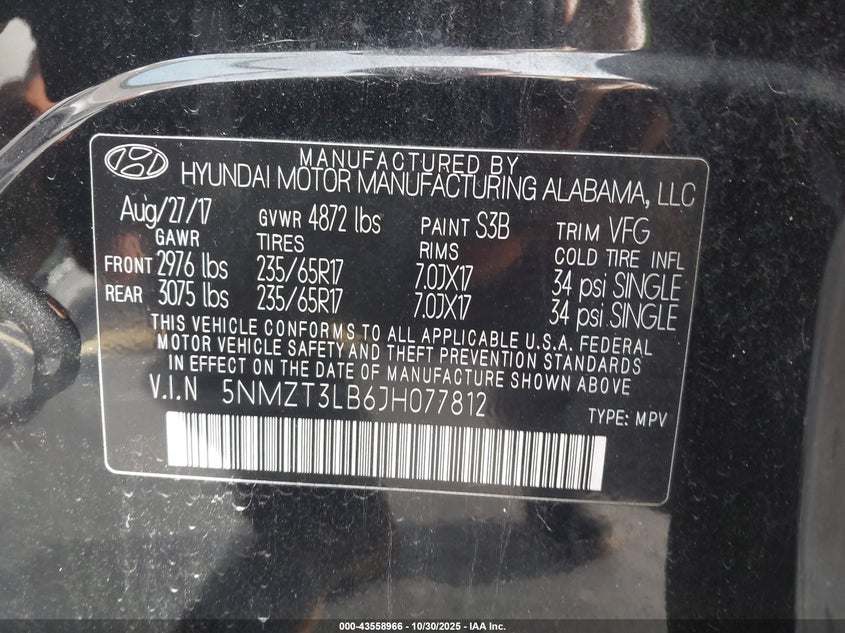 MANUFACTURED BY
HYUNDAI MOTOR MANUFACTURING ALABAMA, LLC
Aug/27/17 GVWR 4872 lbs PAINT S3B TRIM VFG
GAWR TIRES RIMS COLD TIRE INFL
FRONT 2976 lbs 235/65R17 7.0JX17 34 psi SINGLE
REAR 3075 lbs 235/65R17 7.0JX17 34 psi SINGLE
THIS VEHICLE CONFORMS TO ALL APPLICABLE U.S.A. FEDERAL
MOTOR VEHICLE SAFETY AND THEFT PREVENTION STANDARDS
IN EFFECT ON THE DATE OF MANUFACTURE SHOWN ABOVE
V.I.N 5NMZT3LB6JH077812
TYPE: MPV
000-43558966 - 10/30/2025 - IAA Inc.